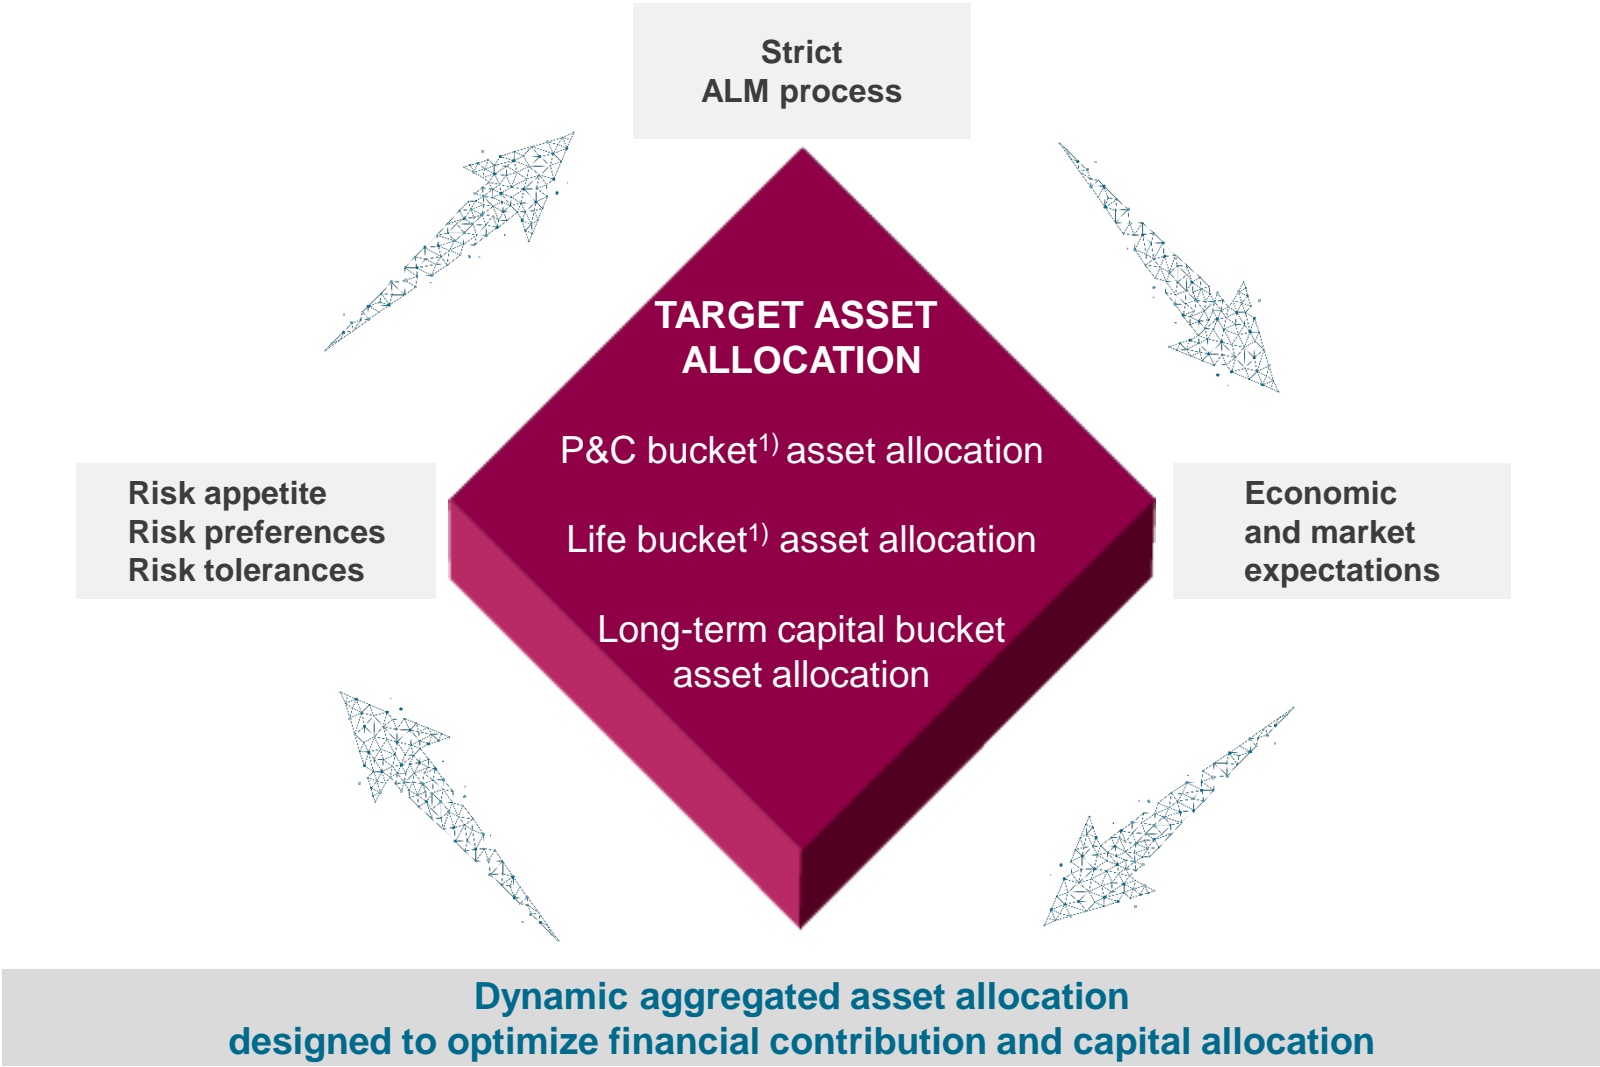 Strict
ALM process
TARGET ASSET
ALLOCATION
P&C bucket¹⁾ asset allocation
Life bucket¹⁾ asset allocation
Long-term capital bucket
asset allocation
Risk appetite
Risk preferences
Risk tolerances
Economic
and market
expectations
Dynamic aggregated asset allocation
designed to optimize financial contribution and capital allocation